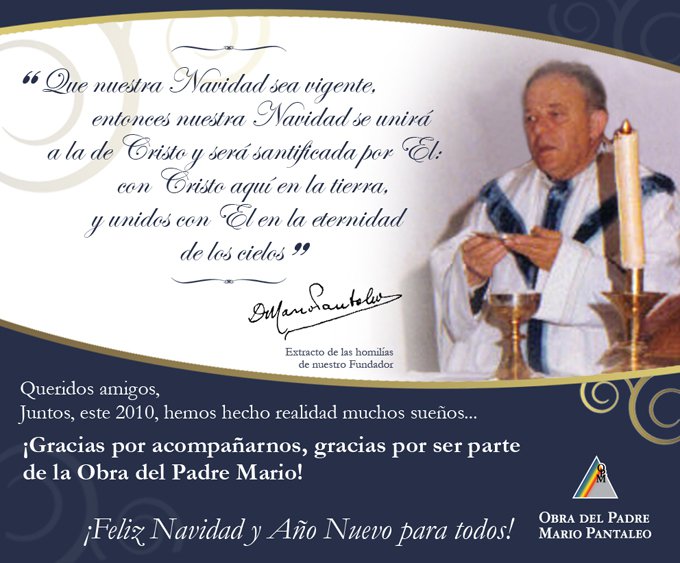 “ Que nuestra Navidad sea vigente,
entonces nuestra Navidad se unirá
a la de Cristo y será santificada por El:
con Cristo aquí en la tierra,
y unidos con El en la eternidad
de los cielos ”
Extracto de las homilías
de nuestro Fundador
Queridos amigos,
Juntos, este 2010, hemos hecho realidad muchos sueños...
¡Gracias por acompañarnos, gracias por ser parte
de la Obra del Padre Mario!
¡Feliz Navidad y Año Nuevo para todos!
OPM
OBRA DEL PADRE
MARIO PANTALEO